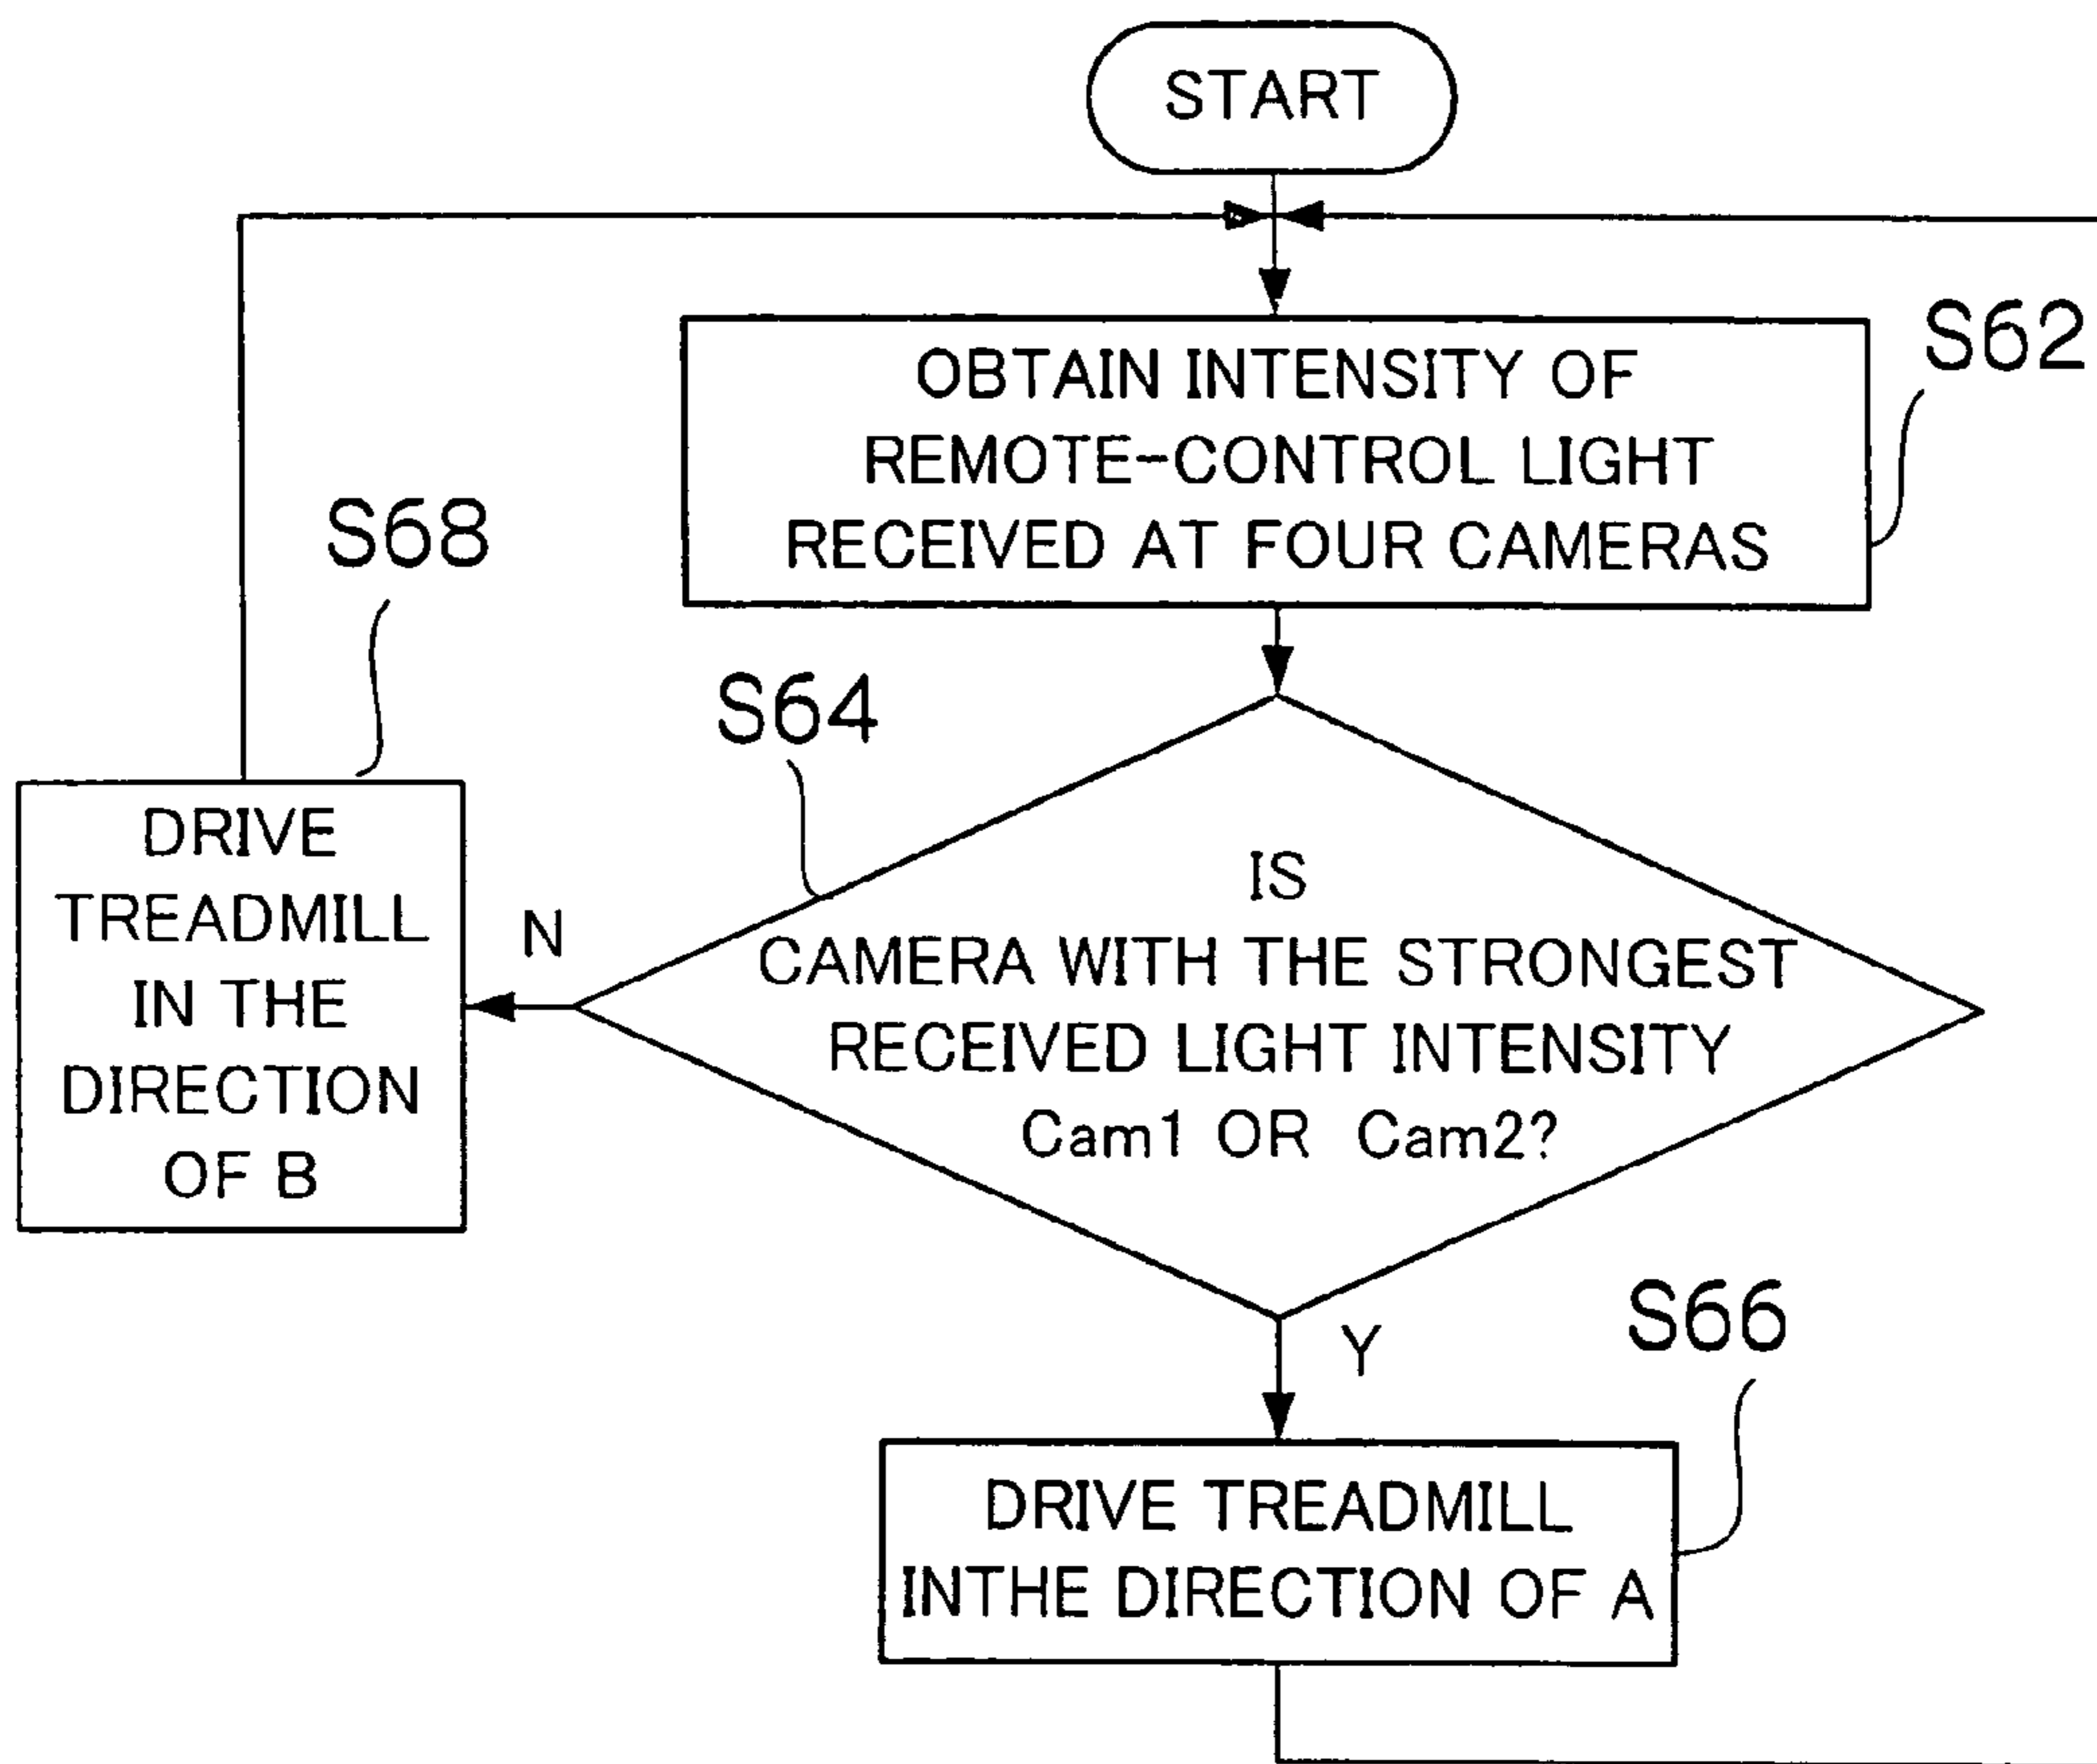 START
OBTAIN INTENSITY OF
REMOTE-CONTROL LIGHT
RECEIVED AT FOUR CAMERAS
S62
S64
IS
CAMERA WITH THE STRONGEST
RECEIVED LIGHT INTENSITY
Cam1 OR Cam2?
N
S68
DRIVE
TREADMILL
IN THE
DIRECTION
OF B
Y
S66
DRIVE TREADMILL
INTHE DIRECTION OF A